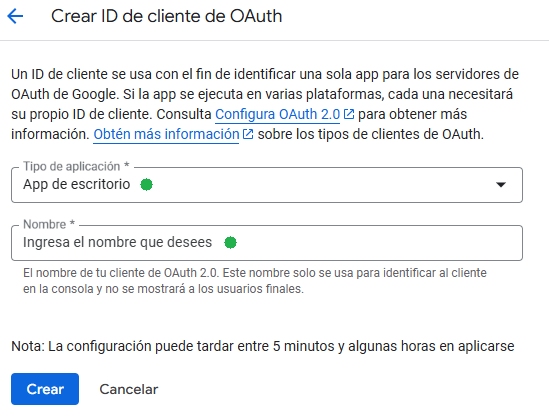 Crear ID de cliente de OAuth
Un ID de cliente se usa con el fin de identificar una sola app para los servidores de
OAuth de Google. Si la app se ejecuta en varias plataformas, cada una necesitará
su propio ID de cliente. Consulta Configura OAuth 2.0 para obtener más
información. Obtén más información sobre los tipos de clientes de OAuth.
Tipo de aplicación *
App de escritorio
Nombre *
Ingresa el nombre que desees
El nombre de tu cliente de OAuth 2.0. Este nombre solo se usa para identificar al cliente
en la consola y no se mostrará a los usuarios finales.
Nota: La configuración puede tardar entre 5 minutos y algunas horas en aplicarse
Crear Cancelar